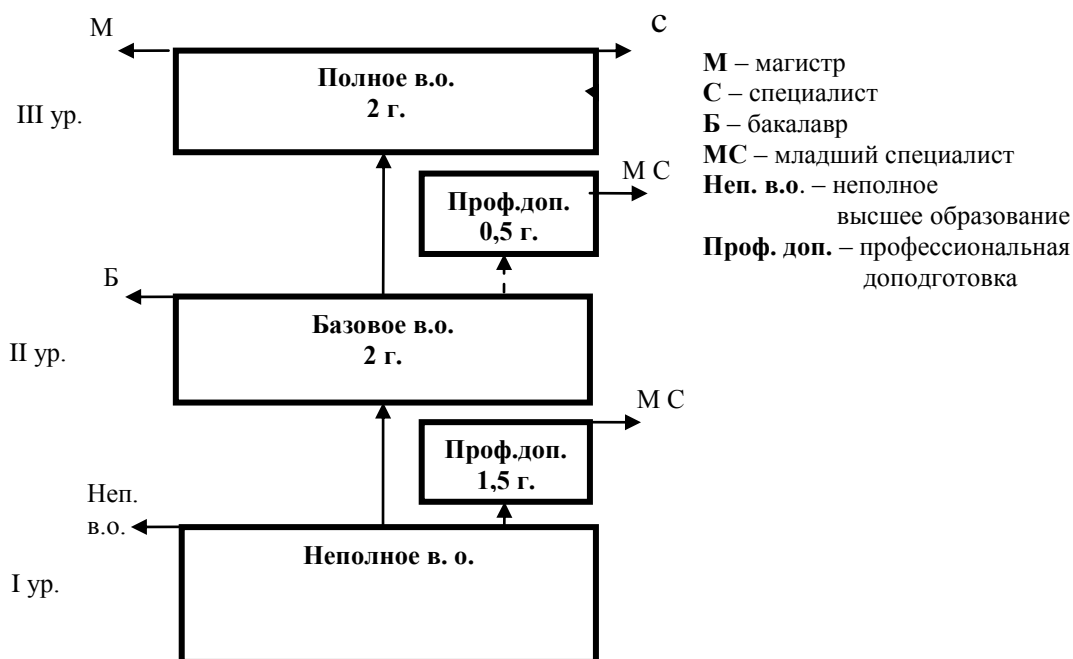 М
С
Полное в.о.
2 г.
III ур.
М С
Проф.доп.
0,5 г.
Б
Базовое в.о.
2 г.
II ур.
М С
Проф.доп.
1,5 г.
Неп.
в.о.
Неполное в. о.
I ур.
М – магистр
С – специалист
Б – бакалавр
МС – младший специалист
Неп. в.о. – неполное
высшее образование
Проф. доп. – профессиональная
доподготовка